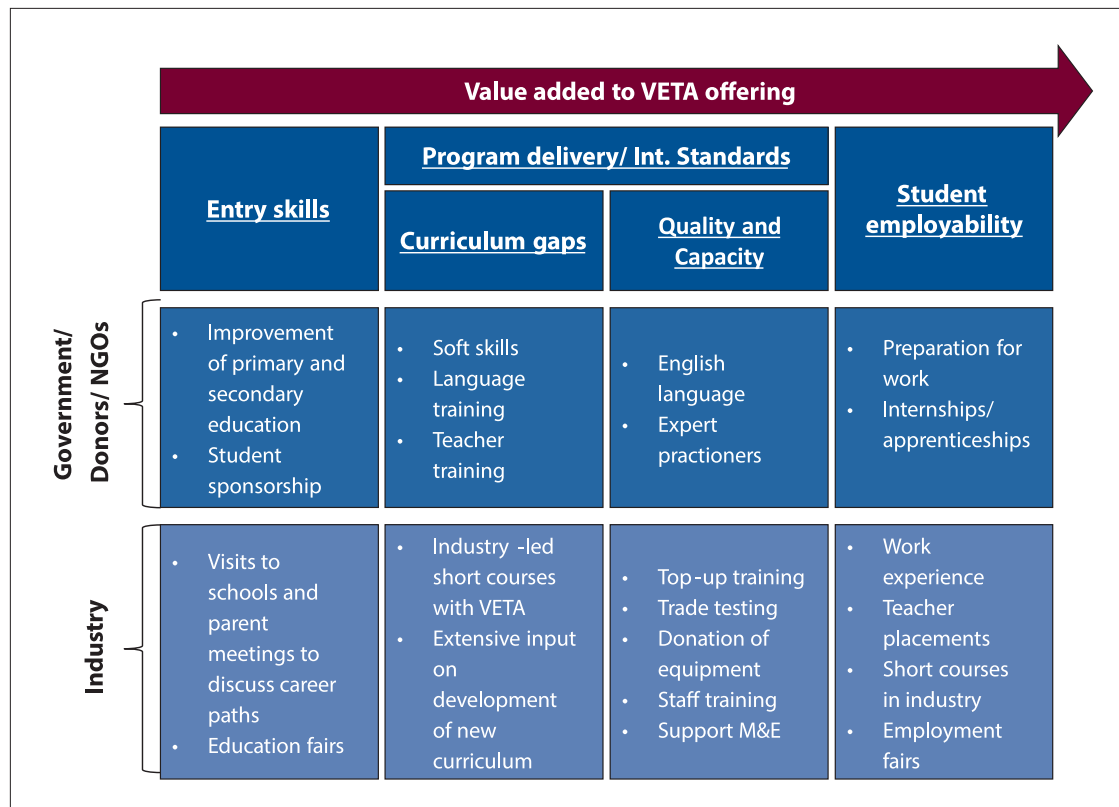 Value added to VETA offering
Entry skills
Program delivery/ Int. Standards
Curriculum gaps
Quality and
Capacity
Student
employability
Government/
Donors/ NGOs
• Improvement
of primary and
secondary
education
• Student
sponsorship
• Soft skills
• Language
training
• Teacher
training
• English
language
• Expert
practioners
• Preparation for
work
• Internships/
apprenticeships
Industry
• Visits to
schools and
parent
meetings to
discuss career
paths
• Education fairs
• Industry -led
short courses
with VETA
• Extensive input
on
development
of new
curriculum
• Top-up training
• Trade testing
• Donation of
equipment
• Staff training
• Support M&E
• Work
experience
• Teacher
placements
• Short courses
in industry
• Employment
fairs